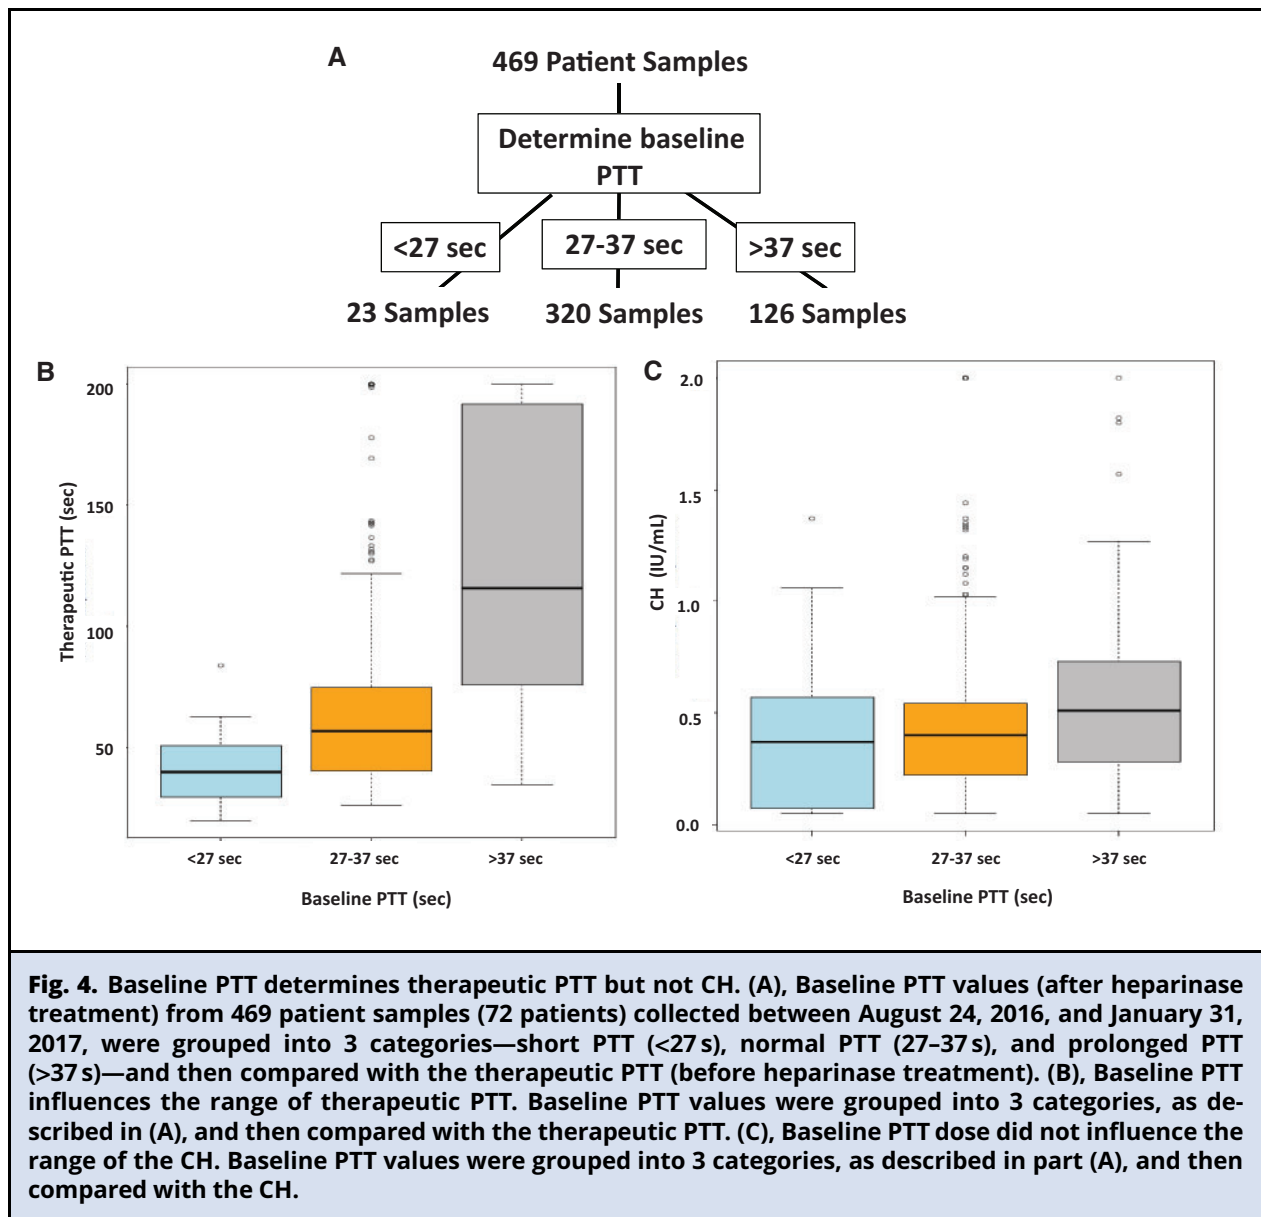 A
469 Patient Samples
Determine baseline
PTT
<27 sec
27-37 sec
>37 sec
23 Samples
320 Samples
126 Samples
B
Therapeutic PTT (sec)
200
150
100
50
<27 sec
27-37 sec
>37 sec
Baseline PTT (sec)
C
CH (IU/mL)
2.0
1.5
1.0
0.5
0.0
<27 sec
27-37 sec
>37 sec
Baseline PTT (sec)
Fig. 4. Baseline PTT determines therapeutic PTT but not CH. (A), Baseline PTT values (after heparinase
treatment) from 469 patient samples (72 patients) collected between August 24, 2016, and January 31,
2017, were grouped into 3 categories—short PTT (<27 s), normal PTT (27–37 s), and prolonged PTT
(>37 s)—and then compared with the therapeutic PTT (before heparinase treatment). (B), Baseline PTT
influences the range of therapeutic PTT. Baseline PTT values were grouped into 3 categories, as de-
scribed in (A), and then compared with the therapeutic PTT. (C), Baseline PTT dose did not influence the
range of the CH. Baseline PTT values were grouped into 3 categories, as described in part (A), and then
compared with the CH.